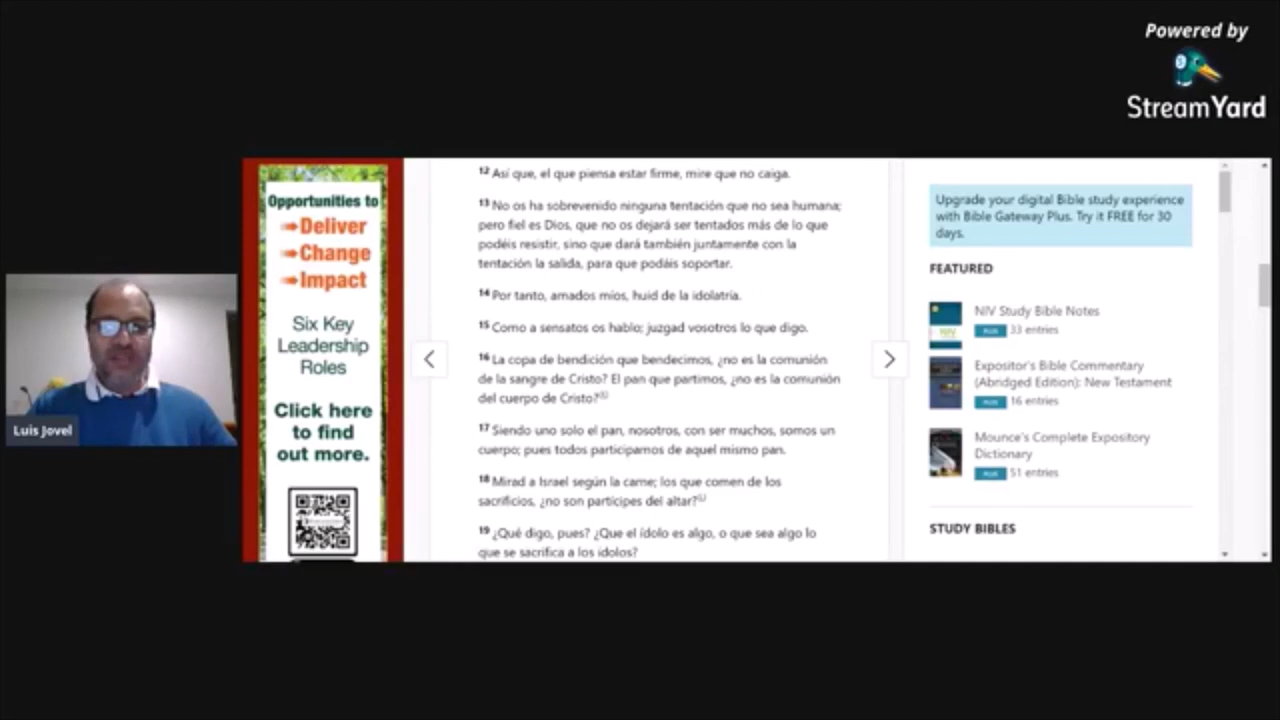 Powered by
StreamYard
Luis Jovel
Opportunities to
Deliver
Change
Impact
Six Key
Leadership
Roles
Click here
to find
out more.
12 Así que, el que piensa estar firme, mire que no caiga.
13 No os ha sobrevenido ninguna tentación que no sea humana;
pero fiel es Dios, que no os dejará ser tentados más de lo que
podéis resistir, sino que dará también juntamente con la
tentación la salida, para que podáis soportar.
14 Por tanto, amados míos, huid de la idolatría.
15 Como a sensatos os hablo; juzgad vosotros lo que digo.
16 La copa de bendición que bendecimos, ¿no es la comunión
de la sangre de Cristo? El pan que partimos, ¿no es la comunión
del cuerpo de Cristo?
17 Siendo uno solo el pan, nosotros, con ser muchos, somos un
cuerpo; pues todos participamos de aquel mismo pan.
18 Mirad a Israel según la carne; los que comen de los
sacrificios, ¿no son partícipes del altar?
19 ¿Qué digo, pues? ¿Que el ídolo es algo, o que sea algo lo
que se sacrifica a los ídolos?
Upgrade your digital Bible study experience
with Bible Gateway Plus. Try it FREE for 30
days.
FEATURED
NIV Study Bible Notes
PLUS 33 entries
Expositor's Bible Commentary
(Abridged Edition): New Testament
PLUS 16 entries
Mounce's Complete Expository
Dictionary
PLUS 51 entries
STUDY BIBLES